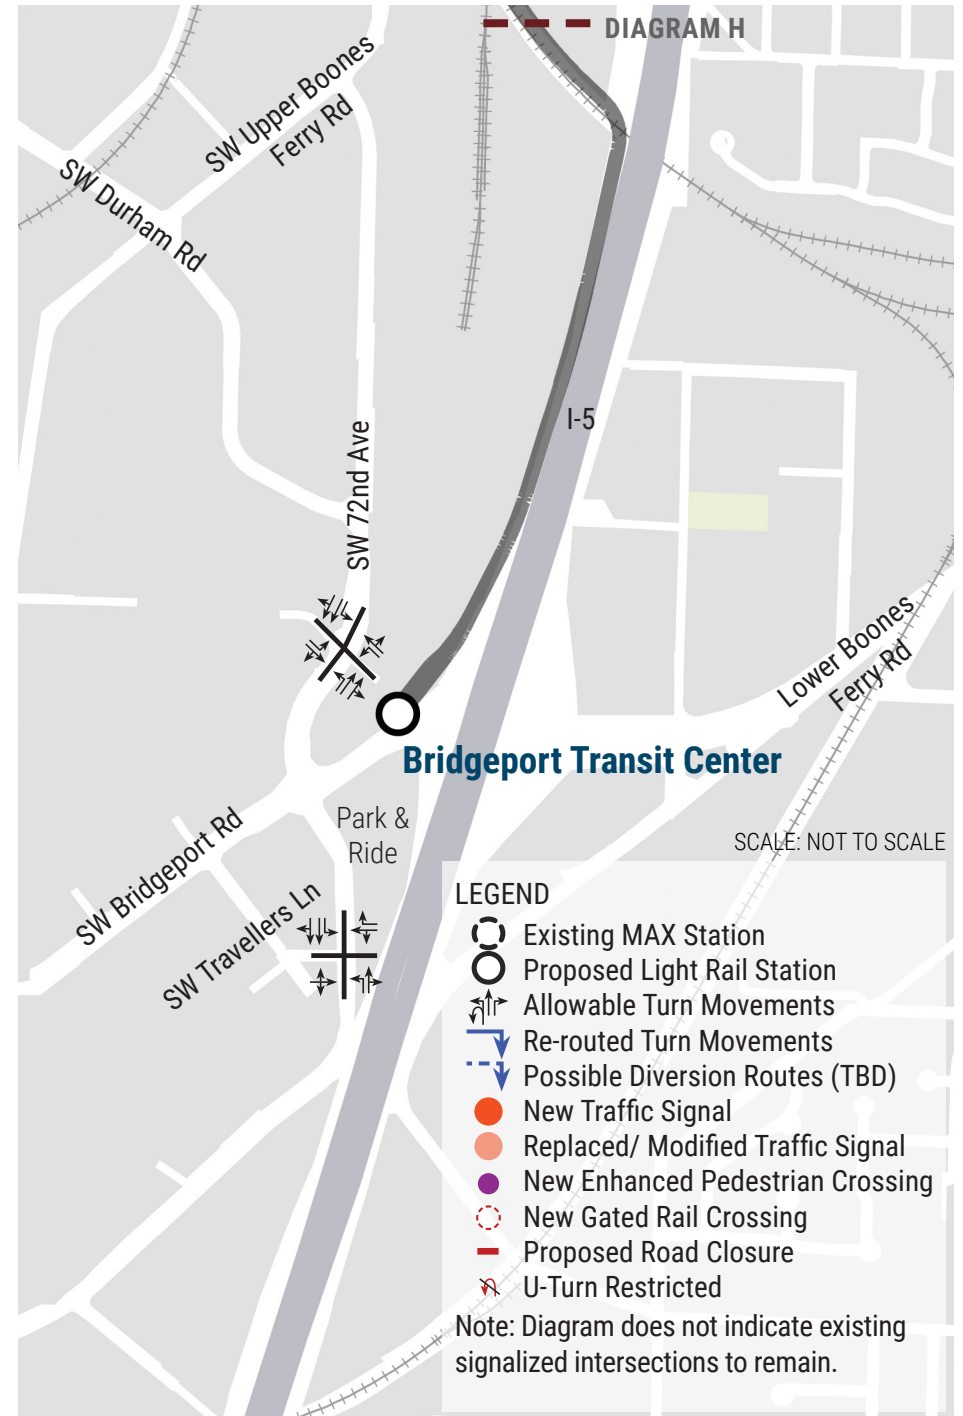 DIAGRAM H
SW Upper Boones
Ferry Rd
SW Durham Rd
I-5
SW 72nd Ave
Lower Boones
Ferry Rd
Bridgeport Transit Center
Park &
Ride
SW Bridgeport Rd
SW Travellers Ln
SCALE: NOT TO SCALE
LEGEND
Existing MAX Station
Proposed Light Rail Station
Allowable Turn Movements
Re-routed Turn Movements
Possible Diversion Routes (TBD)
New Traffic Signal
Replaced/ Modified Traffic Signal
New Enhanced Pedestrian Crossing
New Gated Rail Crossing
Proposed Road Closure
U-Turn Restricted
Note: Diagram does not indicate existing
signalized intersections to remain.